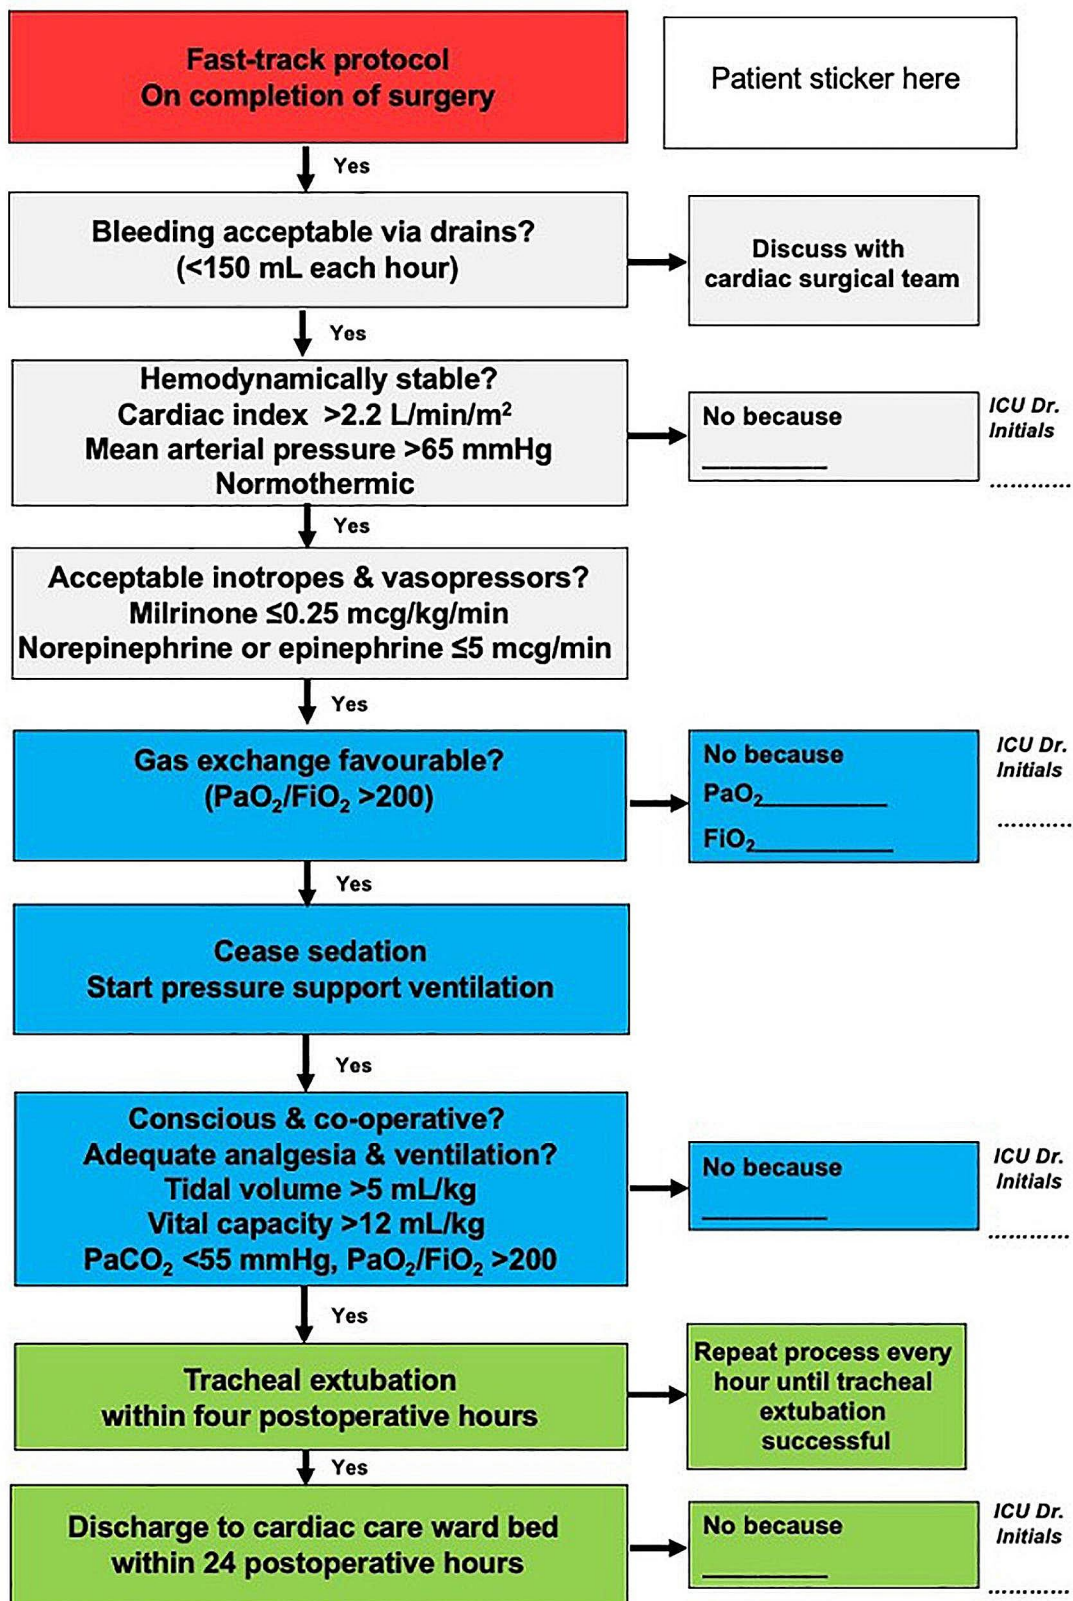 Fast-track protocol
On completion of surgery
Patient sticker here
Yes
Bleeding acceptable via drains?
(<150 mL each hour)
Discuss with
cardiac surgical team
Yes
Hemodynamically stable?
Cardiac index >2.2 L/min/m²
Mean arterial pressure >65 mmHg
Normothermic
No because
__________
ICU Dr.
Initials
............
Yes
Acceptable inotropes & vasopressors?
Milrinone ≤0.25 mcg/kg/min
Norepinephrine or epinephrine ≤5 mcg/min
Yes
Gas exchange favourable?
(PaO₂/FiO₂ >200)
No because
PaO₂__________
FiO₂___________
ICU Dr.
Initials
...........
Yes
Cease sedation
Start pressure support ventilation
Yes
Conscious & co-operative?
Adequate analgesia & ventilation?
Tidal volume >5 mL/kg
Vital capacity >12 mL/kg
PaCO₂ <55 mmHg, PaO₂/FiO₂ >200
No because
__________
ICU Dr.
Initials
............
Yes
Tracheal extubation
within four postoperative hours
Repeat process every
hour until tracheal
extubation
successful
Yes
Discharge to cardiac care ward bed
within 24 postoperative hours
No because
__________
ICU Dr.
Initials
............